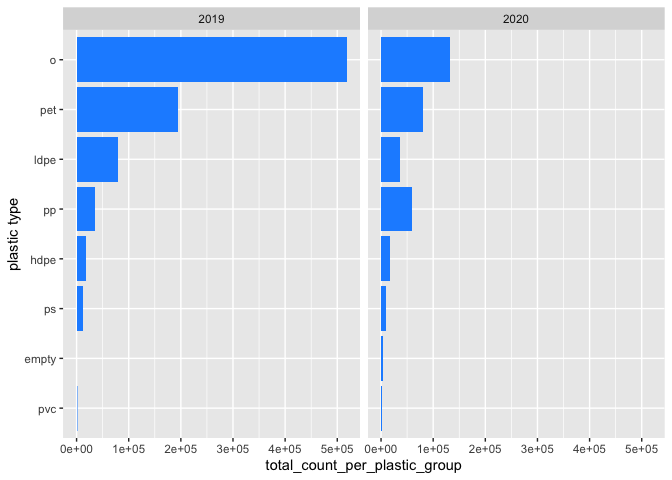 2019 2020
o
pet
ldpe
pp
hdpe
ps
empty
pvc
plastic type
0e+00 1e+05 2e+05 3e+05 4e+05 5e+05 0e+00 1e+05 2e+05 3e+05 4e+05 5e+05
total_count_per_plastic_group